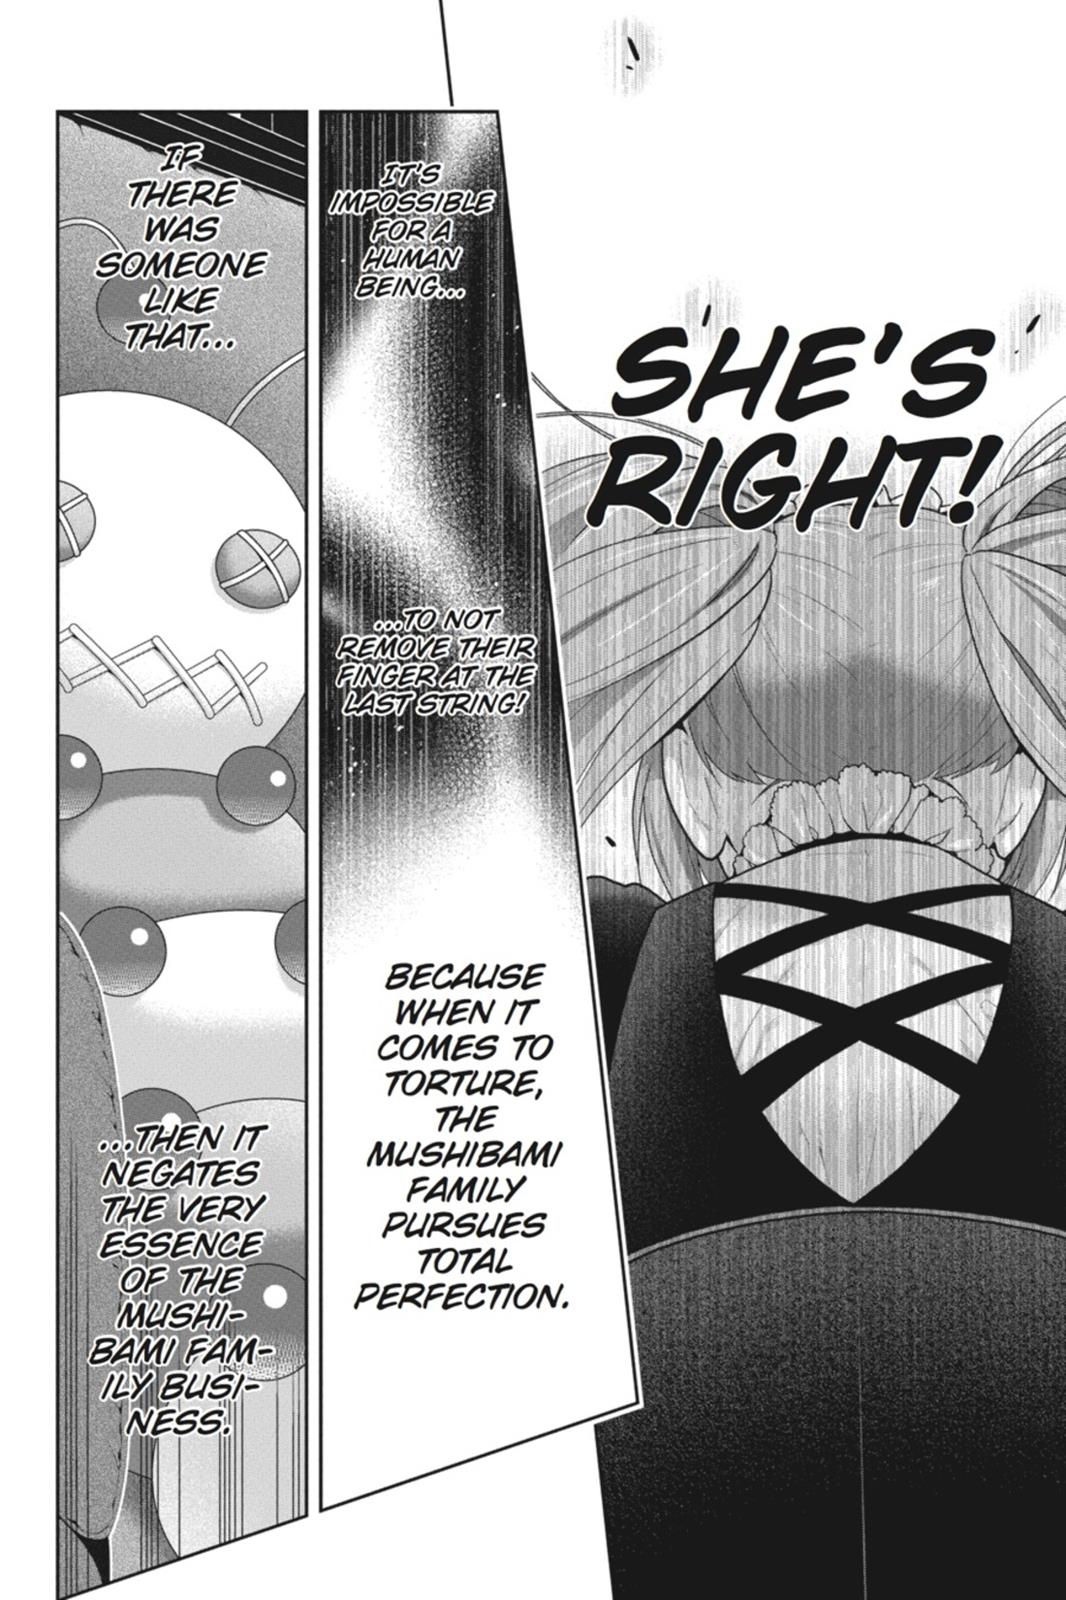 SHE'S
RIGHT!
IT'S
IMPOSSIBLE
FOR A
HUMAN
BEING...
...TO NOT
REMOVE THEIR
FINGER AT THE
LAST STRING!
BECAUSE
WHEN IT
COMES TO
TORTURE,
THE
MUSHIBAMI
FAMILY
PURSUES
TOTAL
PERFECTION.
IF
THERE
WAS
SOMEONE
LIKE
THAT...
...THEN IT
NEGATES
THE VERY
ESSENCE
OF THE
MUSHI-
BAMI FAM-
ILY BUSI-
NESS.